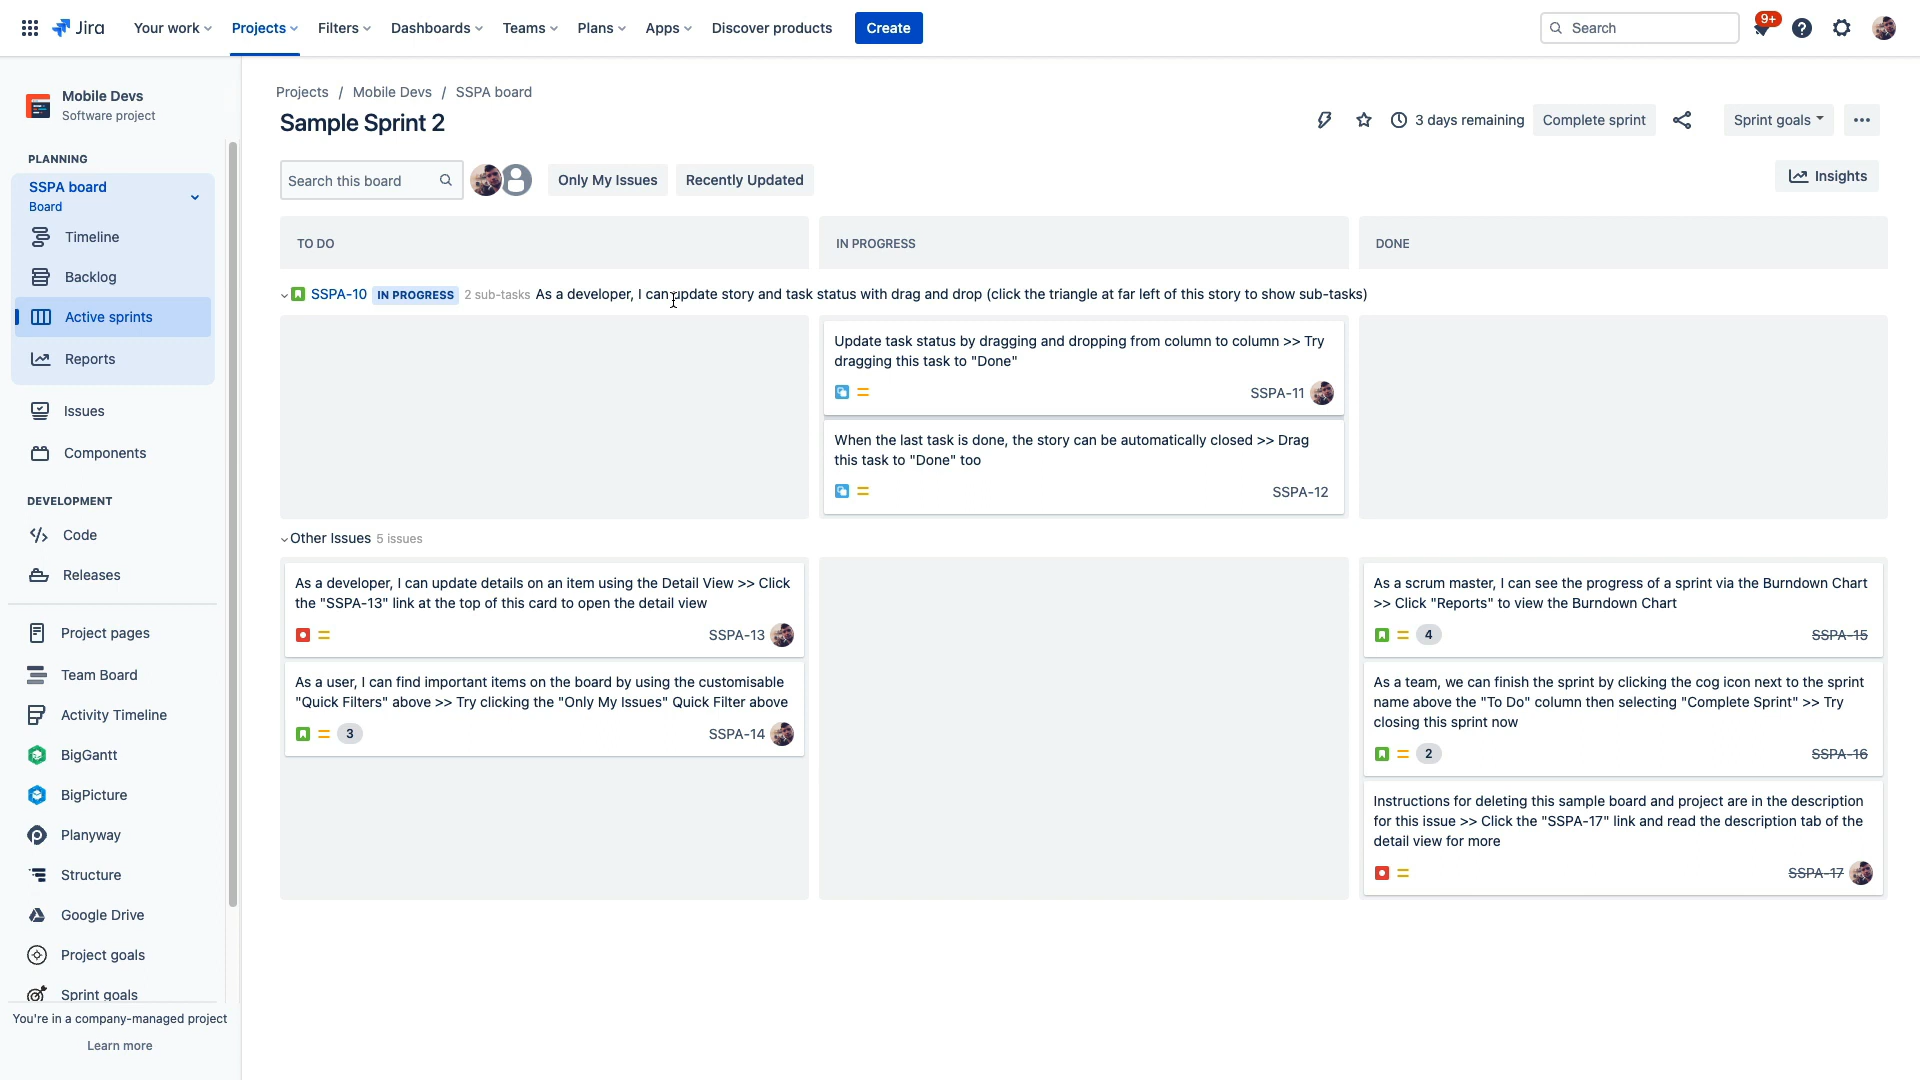 Jira
Your work
Projects
Filters
Dashboards
Teams
Plans
Apps
Discover products
Create
Search
9+
Mobile Devs
Software project
PLANNING
SSPA board
Board
Timeline
Backlog
Active sprints
Reports
Issues
Components
DEVELOPMENT
Code
Releases
Project pages
Team Board
Activity Timeline
BigGantt
BigPicture
Planyway
Structure
Google Drive
Project goals
Sprint goals
You're in a company-managed project
Learn more
Projects / Mobile Devs / SSPA board
Sample Sprint 2
3 days remaining
Complete sprint
Sprint goals
Search this board
Only My Issues
Recently Updated
Insights
TO DO
IN PROGRESS
DONE
SSPA-10 IN PROGRESS 2 sub-tasks As a developer, I can update story and task status with drag and drop (click the triangle at far left of this story to show sub-tasks)
Update task status by dragging and dropping from column to column >> Try
dragging this task to "Done"
SSPA-11
When the last task is done, the story can be automatically closed >> Drag
this task to "Done" too
SSPA-12
Other Issues 5 issues
As a developer, I can update details on an item using the Detail View >> Click
the "SSPA-13" link at the top of this card to open the detail view
SSPA-13
As a user, I can find important items on the board by using the customisable
"Quick Filters" above >> Try clicking the "Only My Issues" Quick Filter above
3
SSPA-14
As a scrum master, I can see the progress of a sprint via the Burndown Chart
>> Click "Reports" to view the Burndown Chart
4
SSPA-15
As a team, we can finish the sprint by clicking the cog icon next to the sprint
name above the "To Do" column then selecting "Complete Sprint" >> Try
closing this sprint now
2
SSPA-16
Instructions for deleting this sample board and project are in the description
for this issue >> Click the "SSPA-17" link and read the description tab of the
detail view for more
SSPA-17